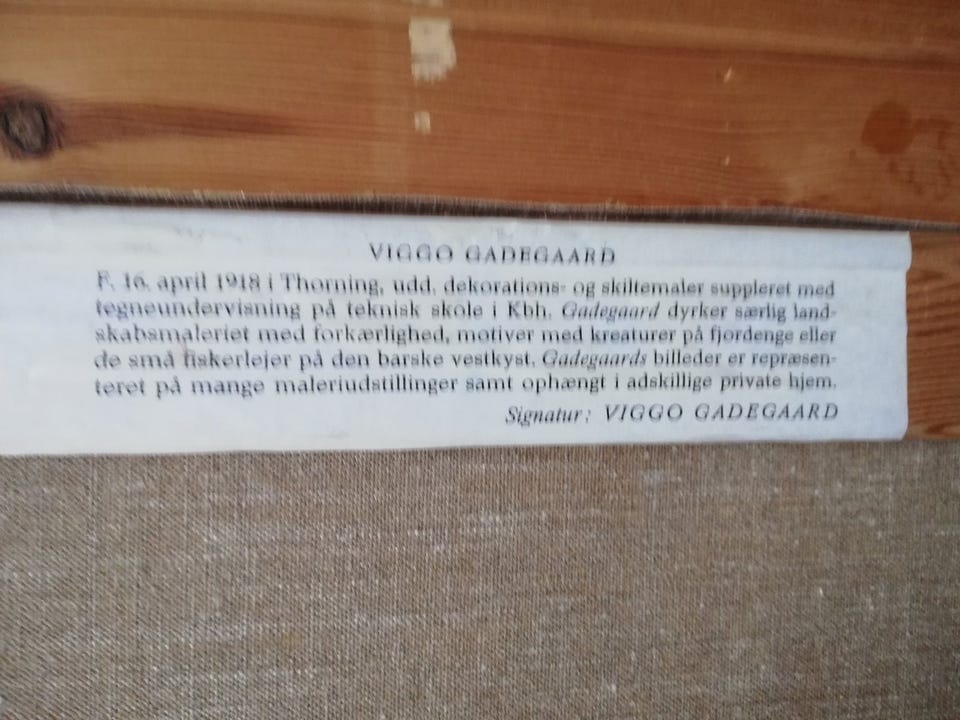 VIGGO GADEGAARD
F. 16. april 1918 i Thorning, udd. dekorations- og skiltemaler suppleret med
tegneundervisning på teknisk skole i Kbh. Gadegaard dyrker særlig land-
skabsmaleriet med forkærlighed, motiver med kreaturer på fjordenge eller
de små fiskerlejer på den barske vestkyst. Gadegaards billeder er repræsen-
teret på mange maleriudstillinger samt ophængt i adskillige private hjem.
Signatur: VIGGO GADEGAARD